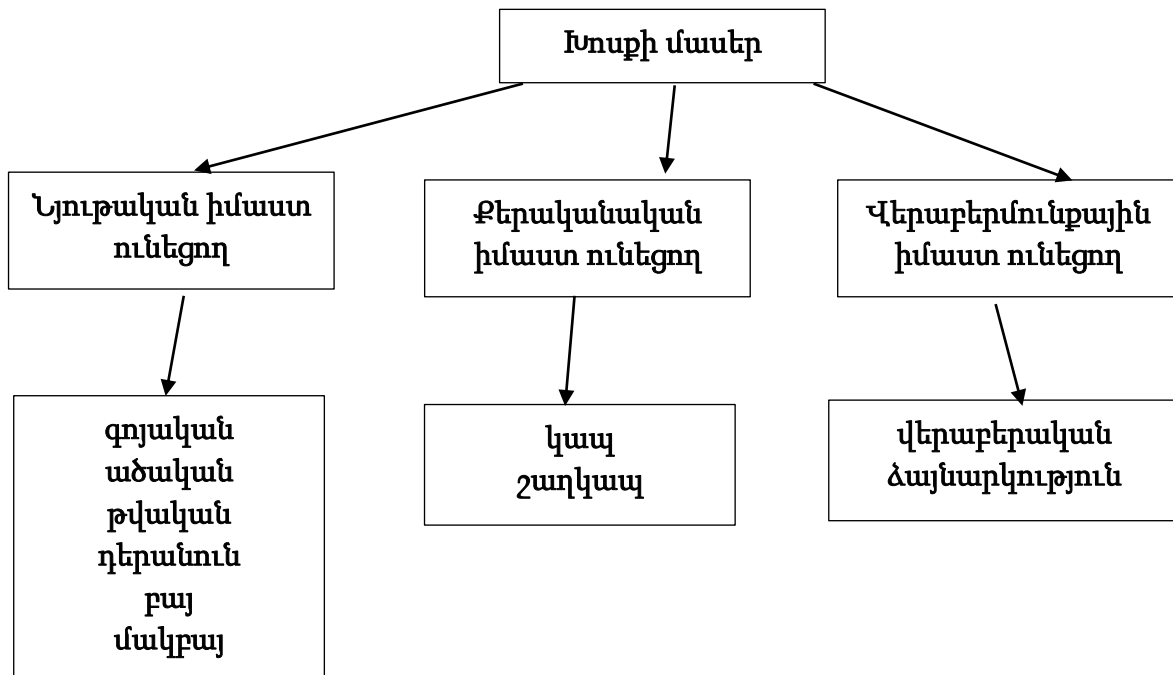 Խոսքի մասեր
Նյութական իմաստ
ունեցող
Քերականական
իմաստ ունեցող
Վերաբերմունքային
իմաստ ունեցող
գոյական
ածական
թվական
դերանուն
բայ
մակբայ
կապ
շաղկապ
վերաբերական
ձայնարկություն